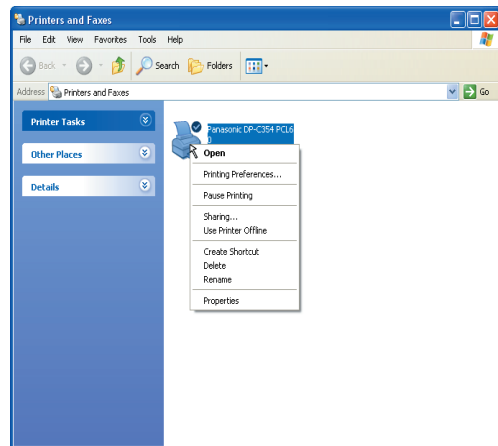 Printers and Faxes
File Edit View Favorites Tools Help
Back Search Folders
Address Printers and Faxes Go
Printer Tasks
Other Places
Details
Panasonic DP-C354 PCL6
Open
Printing Preferences...
Pause Printing
Sharing...
Use Printer Offline
Create Shortcut
Delete
Rename
Properties